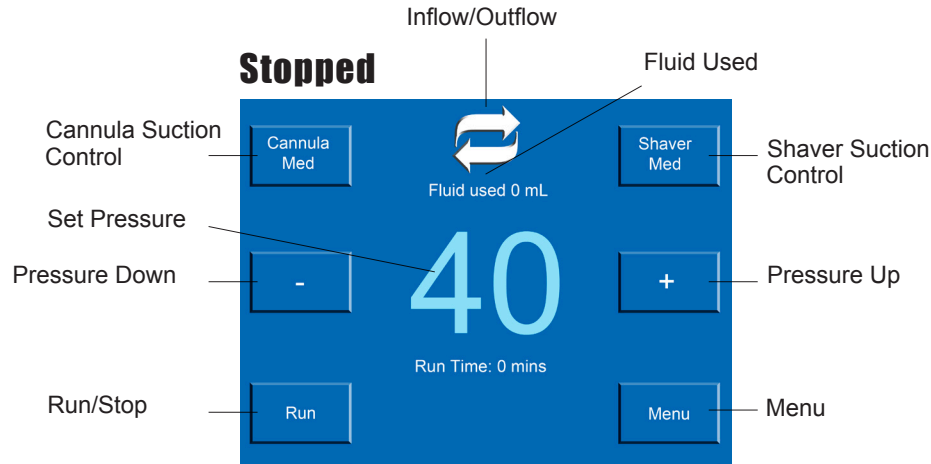 Inflow/Outflow
Stopped
Fluid Used
Cannula Suction
Control
Cannula
Med
Shaver
Med
Shaver Suction
Control
Fluid used 0 mL
Set Pressure
Pressure Down
-
40
+
Pressure Up
Run Time: 0 mins
Run/Stop
Run
Menu
Menu